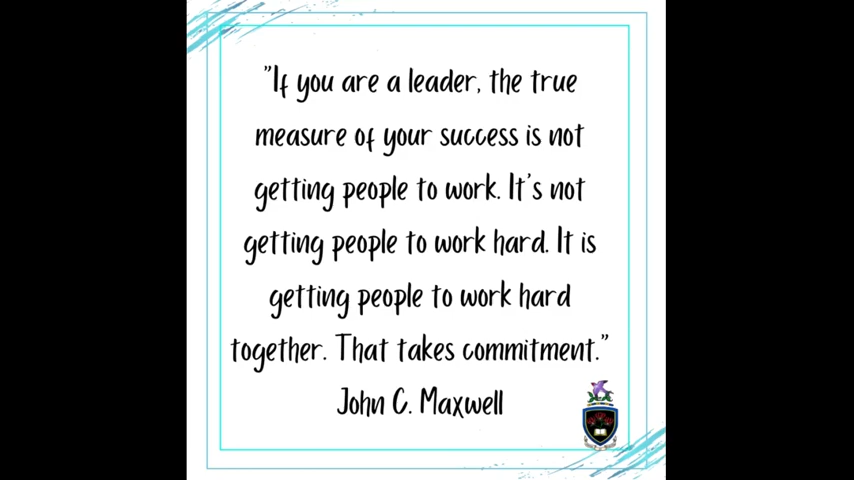 "If you are a leader, the true
measure of your success is not
getting people to work. It's not
getting people to work hard. It is
getting people to work hard
together. That takes commitment."
John C. Maxwell